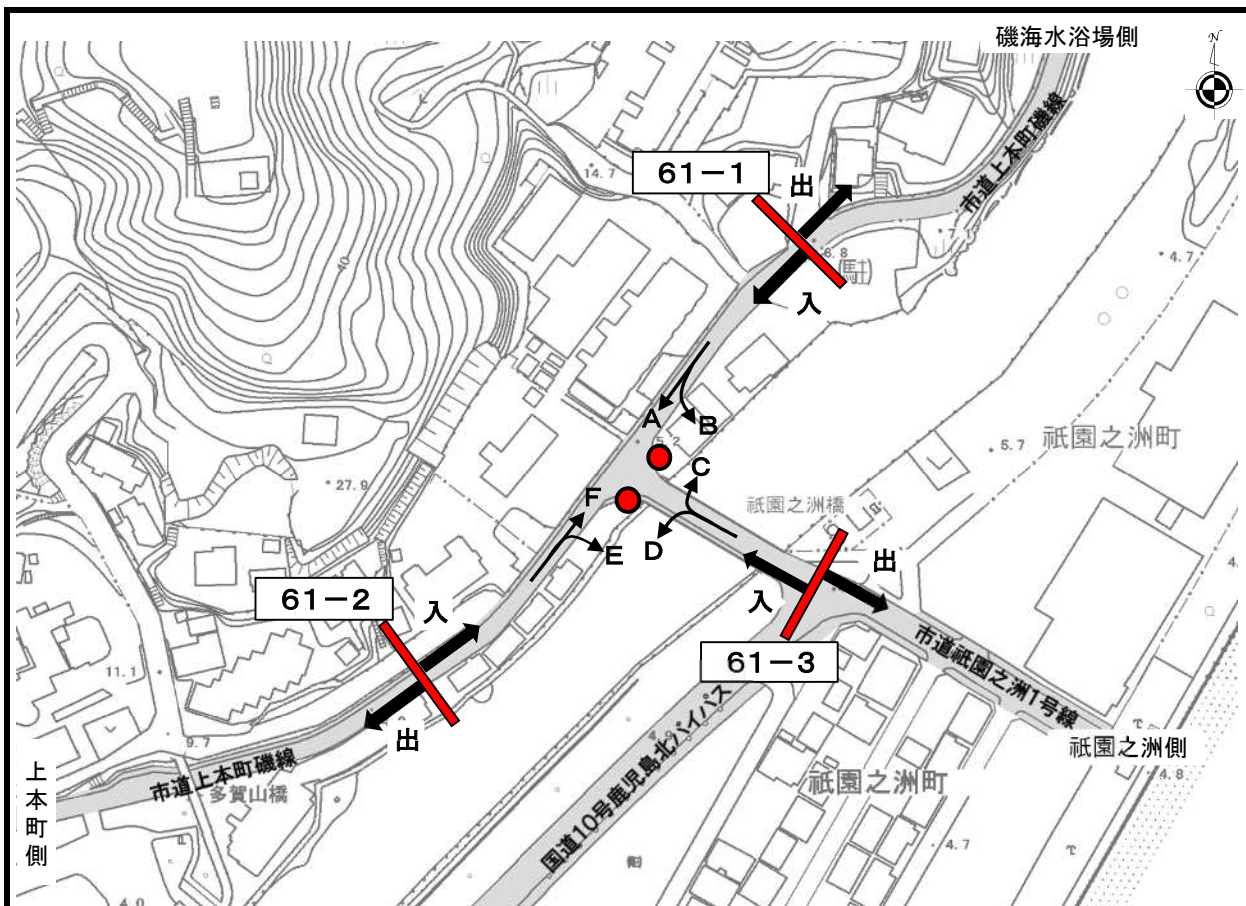 磯海水浴場側
N
市道上本町磯線
61－1
出
14.7
6.8
(駐)
入
4.7
40
A
B
5.2
C
5.7
祇園之洲町
27.9
F
祇園之洲橋
E
D
出
61－2
入
入
11.1
61－3
市道祇園之洲1号線
9.7
出
祇園之洲側
4.8
上本町側
市道上本町磯線
多賀山橋
国道10号鹿児島北バイパス
祇園之洲町
4.7
4.0